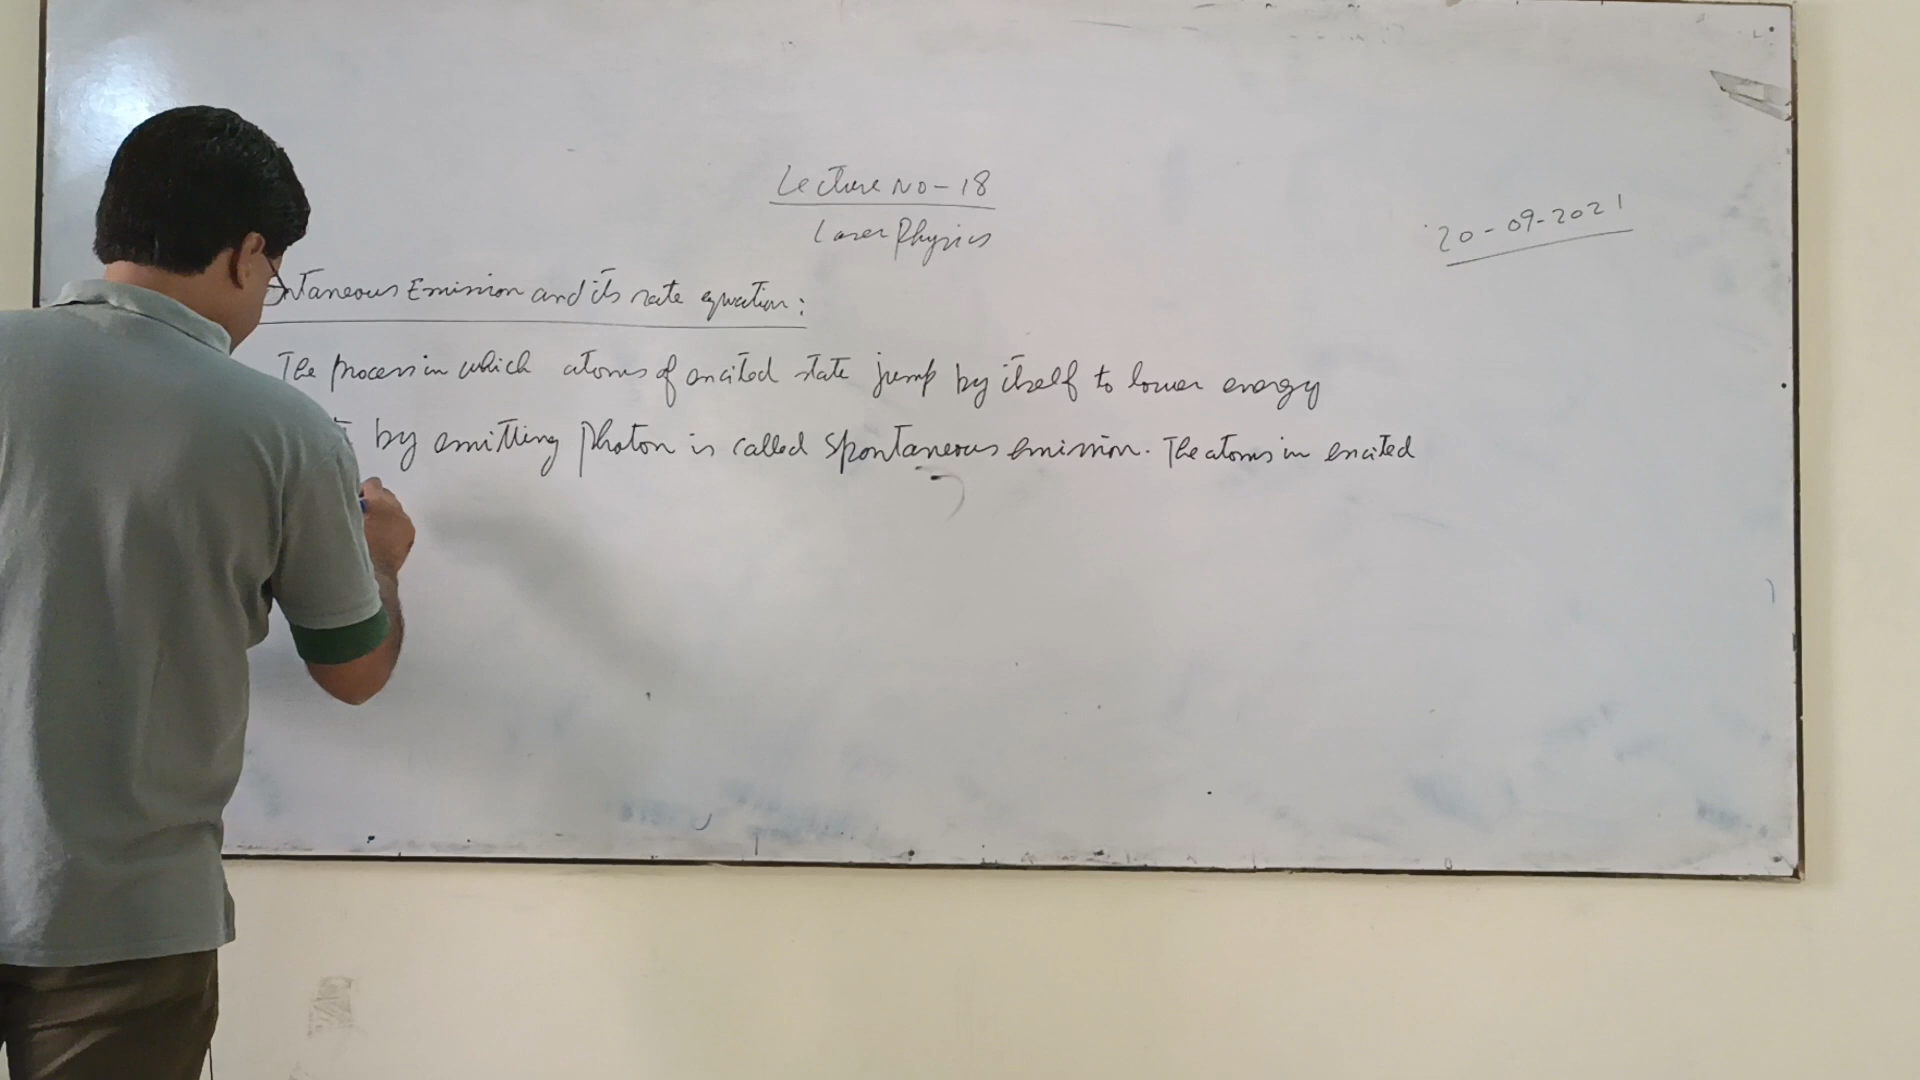 Lecture NO-18
Laser Physics
20-09-2021
ntaneous Emission and its rate equation:
The process in which atoms of excited state jump by itself to lower energy
by emitting photon is called spontaneous emission. The atoms in excited